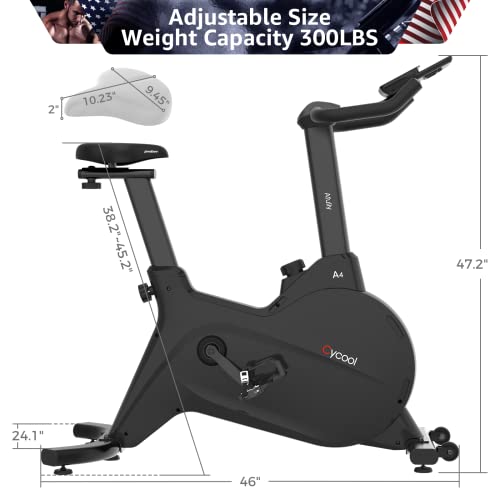 Adjustable Size
Weight Capacity 300LBS
9.45"
10.23"
2"
38.2"-45.2"
A4
47.2"
Cycool
24.1"
46"